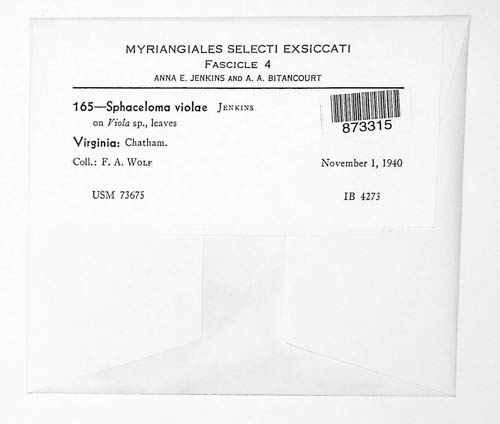 MYRIANGIALES SELECTI EXSICCATI
FASCICLE 4
ANNA E. JENKINS AND A. A. BITANCOURT
165—Sphaceloma violae JENKINS
on Viola sp., leaves
873315
Virginia: Chatham.
Coll.: F. A. WOLF November 1, 1940
USM 73675 IB 4273